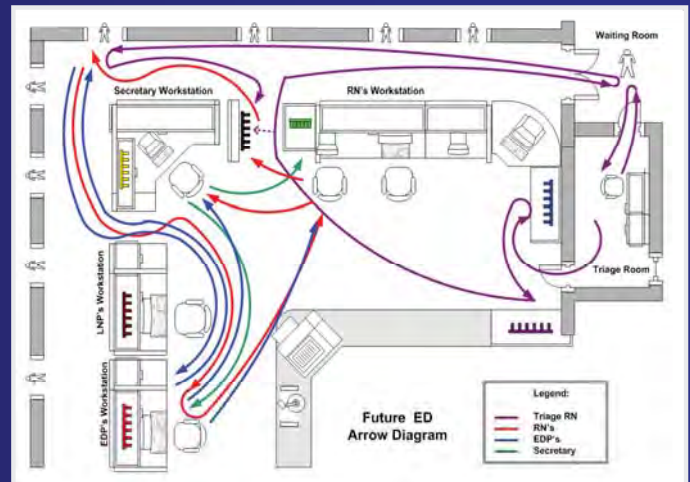 Waiting Room
Secretary Workstation
RN's Workstation
LNP's Workstation
Triage Room
EDP's Workstation
Future ED
Arrow Diagram
Legend:
Triage RN
RN's
EDP's
Secretary